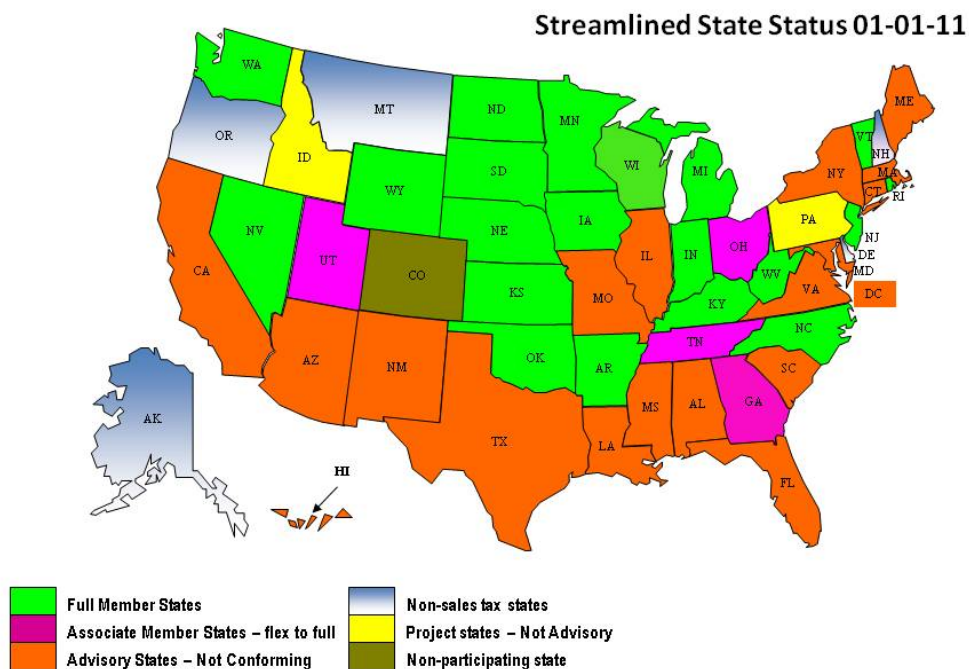 Streamlined State Status 01-01-11
WA
MT
ND
MN
ME
OR
ID
WI
VT
NH
SD
MI
NY
MA
WY
CT
RI
IA
PA
NV
NE
NJ
OH
IL
IN
DE
UT
CO
WV
MD
CA
KS
MO
VA
DC
KY
NC
TN
OK
AR
AZ
NM
SC
MS
AL
GA
AK
TX
LA
HI
FL
Full Member States
Non-sales tax states
Associate Member States – flex to full
Project states – Not Advisory
Advisory States – Not Conforming
Non-participating state